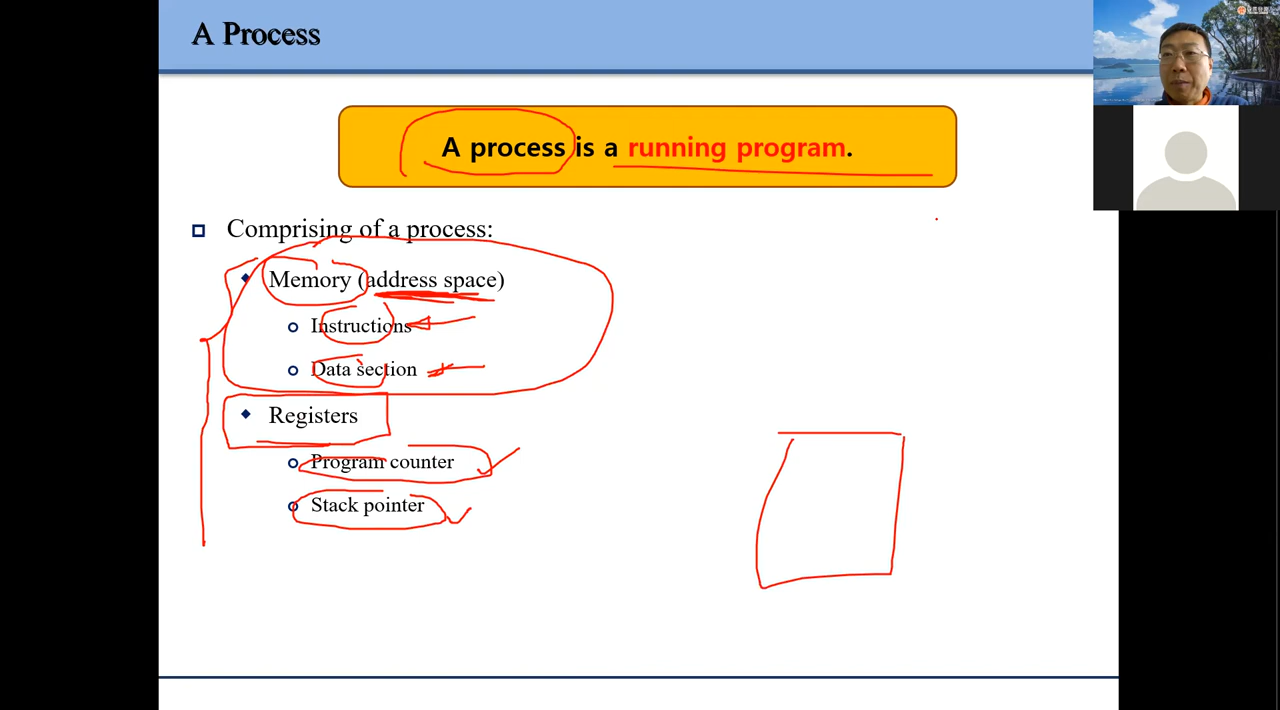 A Process
A process is a running program.
Comprising of a process:
Memory (address space)
Instructions
Data section
Registers
Program counter
Stack pointer